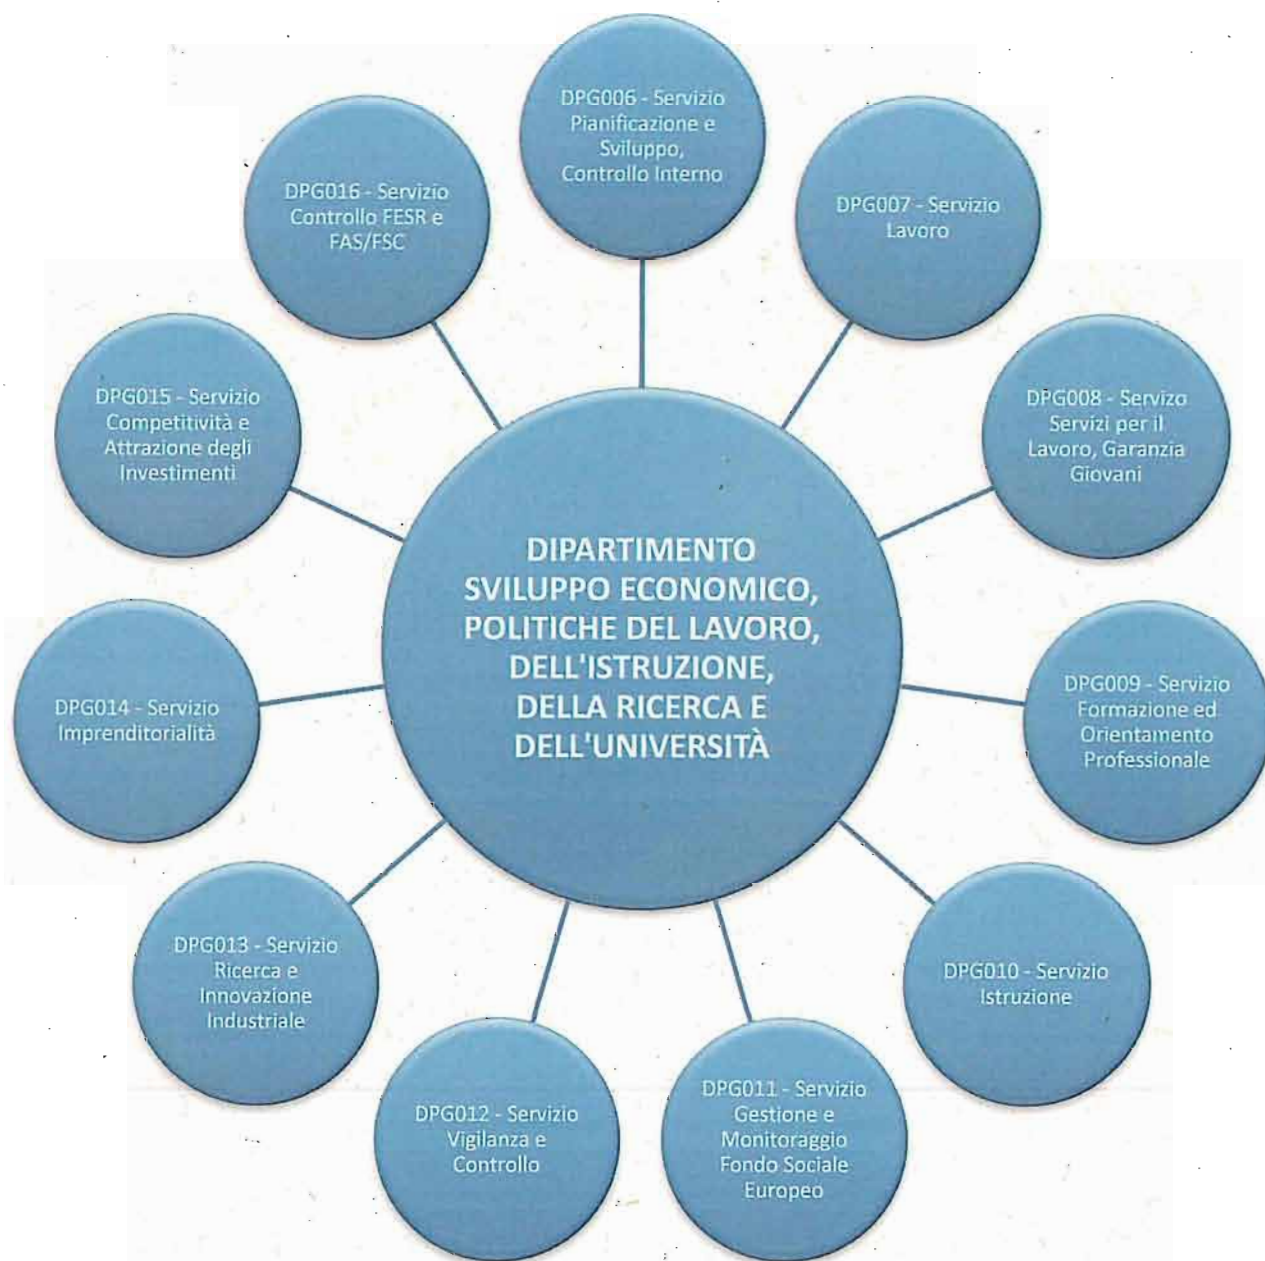 DPG006 - Servizio
Pianificazione e
Sviluppo,
Controllo Interno
DPG007 - Servizio
Lavoro
DPG008 - Servizo
Servizi per il
Lavoro, Garanzia
Giovani
DPG009 - Servizio
Formazione ed
Orientamento
Professionale
DPG010 - Servizio
Istruzione
DPG011 - Servizio
Gestione e
Monitoraggio
Fondo Sociale
Europeo
DPG012 - Servizio
Vigilanza e
Controllo
DPG013 - Servizio
Ricerca e
Innovazione
Industriale
DPG014 - Servizio
Imprenditorialità
DPG015 - Servizio
Competitività e
Attrazione degli
Investimenti
DPG016 - Servizio
Controllo FESR e
FAS/FSC
DIPARTIMENTO
SVILUPPO ECONOMICO,
POLITICHE DEL LAVORO,
DELL'ISTRUZIONE,
DELLA RICERCA E
DELL'UNIVERSITÀ